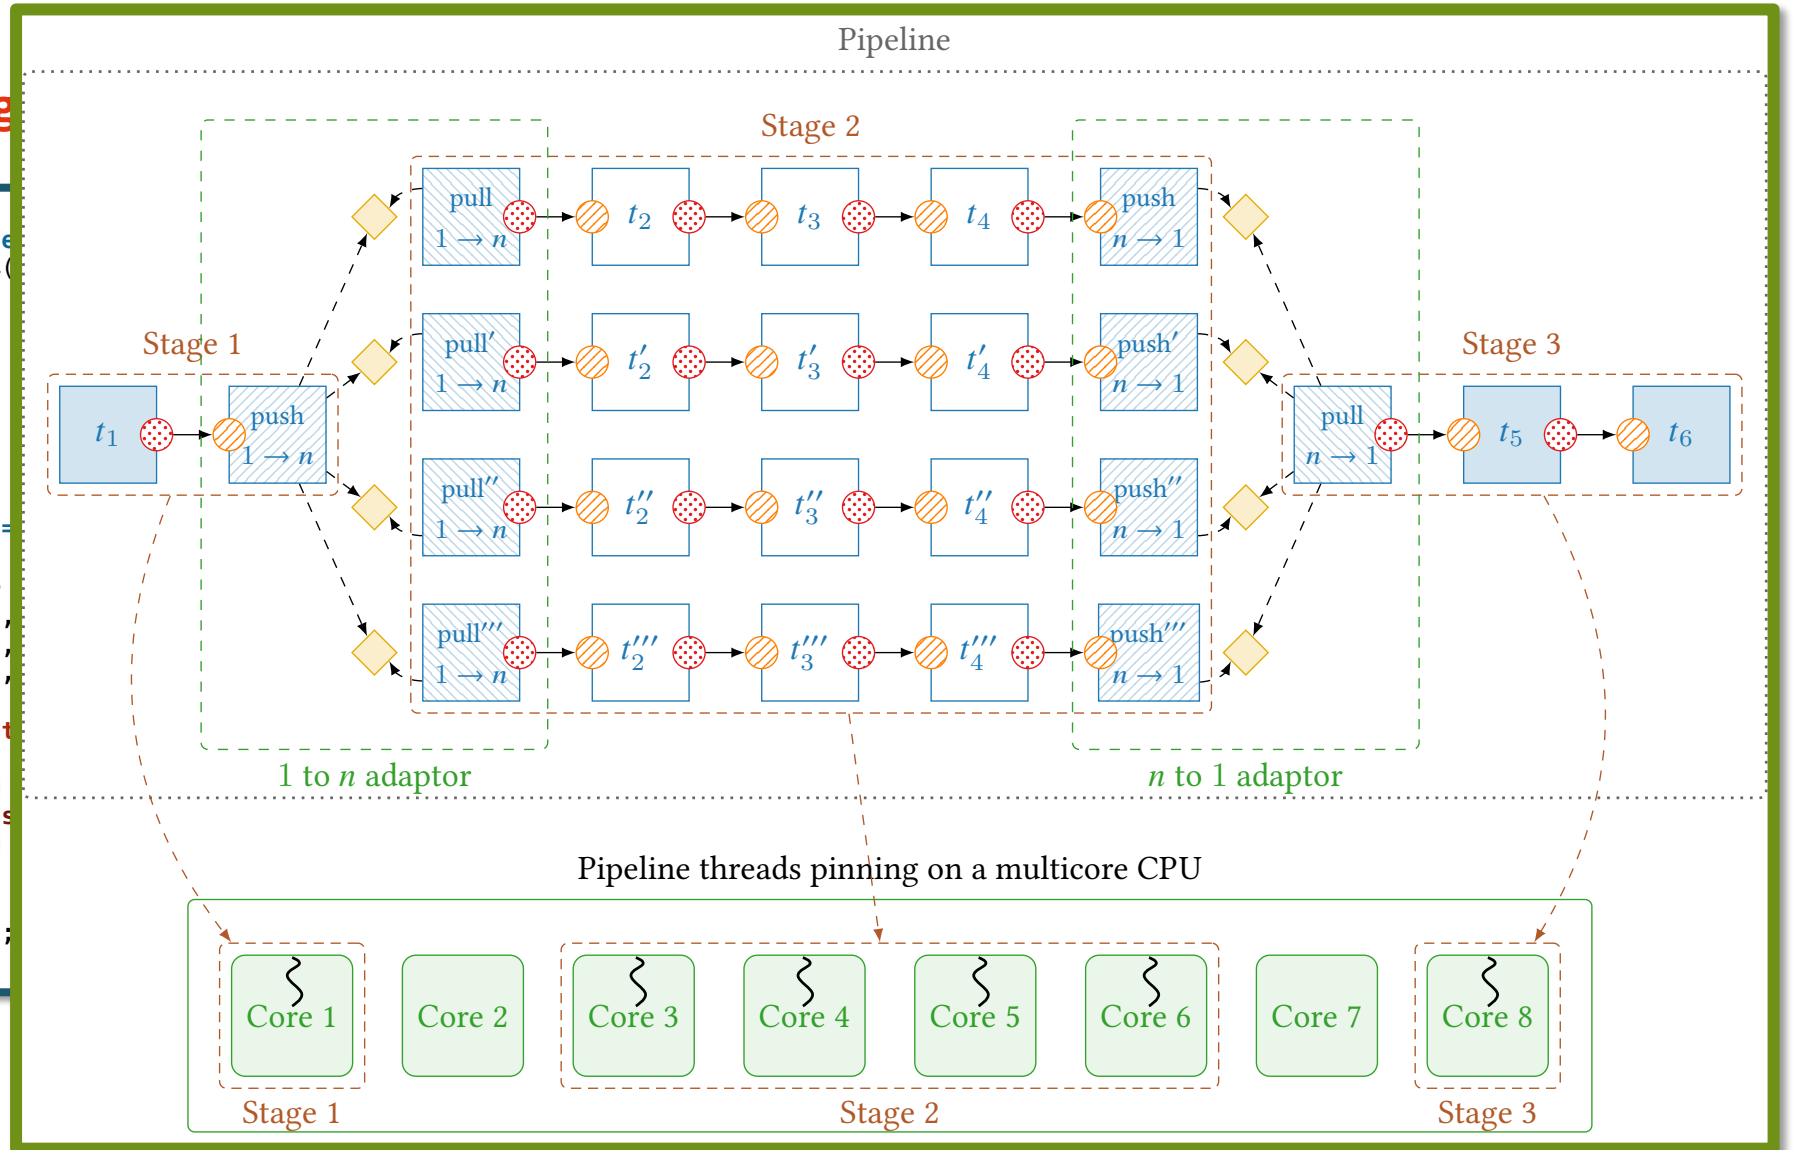 Pipeline
Stage 2
pull
1 → n
t₂
t₃
t₄
push
n → 1
Stage 1
pull′
1 → n
t′₂
t′₃
t′₄
push′
n → 1
Stage 3
t₁
push
1 → n
pull
n → 1
t₅
t₆
pull″
1 → n
t″₂
t″₃
t″₄
push″
n → 1
pull‴
1 → n
t‴₂
t‴₃
t‴₄
push‴
n → 1
1 to n adaptor
n to 1 adaptor
Pipeline threads pinning on a multicore CPU
Core 1
Core 2
Core 3
Core 4
Core 5
Core 6
Core 7
Core 8
Stage 1
Stage 2
Stage 3